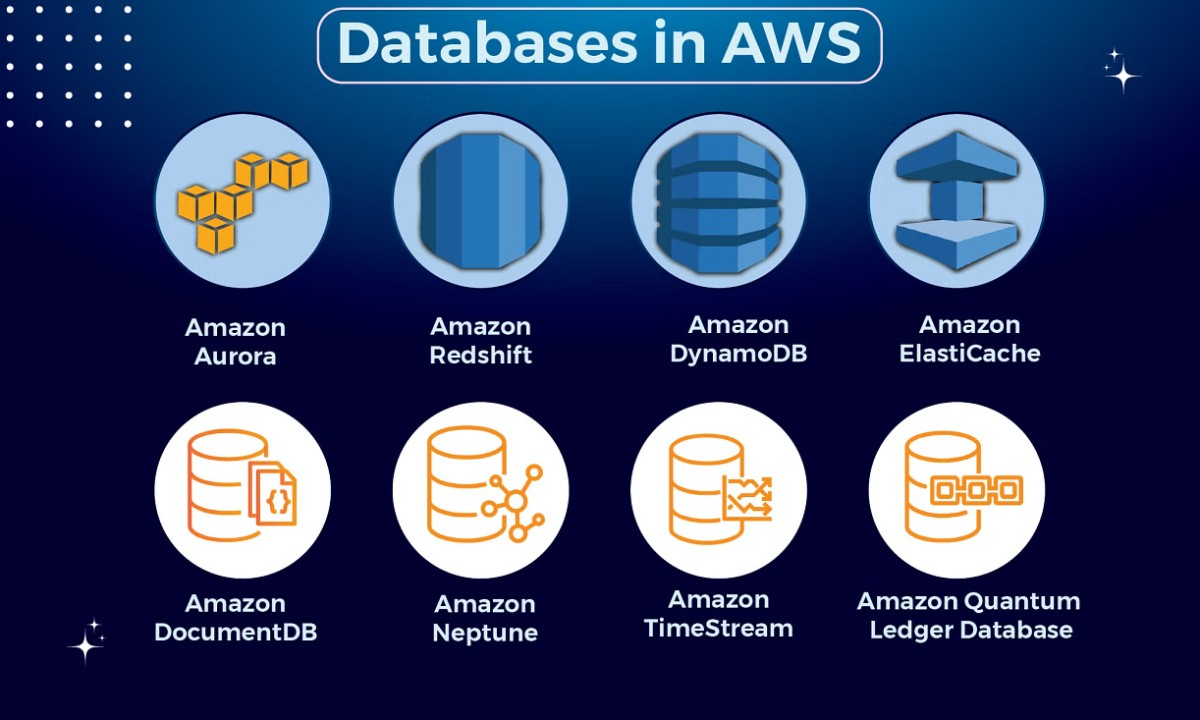 Databases in AWS
Amazon
Aurora
Amazon
Redshift
Amazon
DynamoDB
Amazon
ElastiCache
{}
Amazon
DocumentDB
Amazon
Neptune
Amazon
TimeStream
Amazon Quantum
Ledger Database